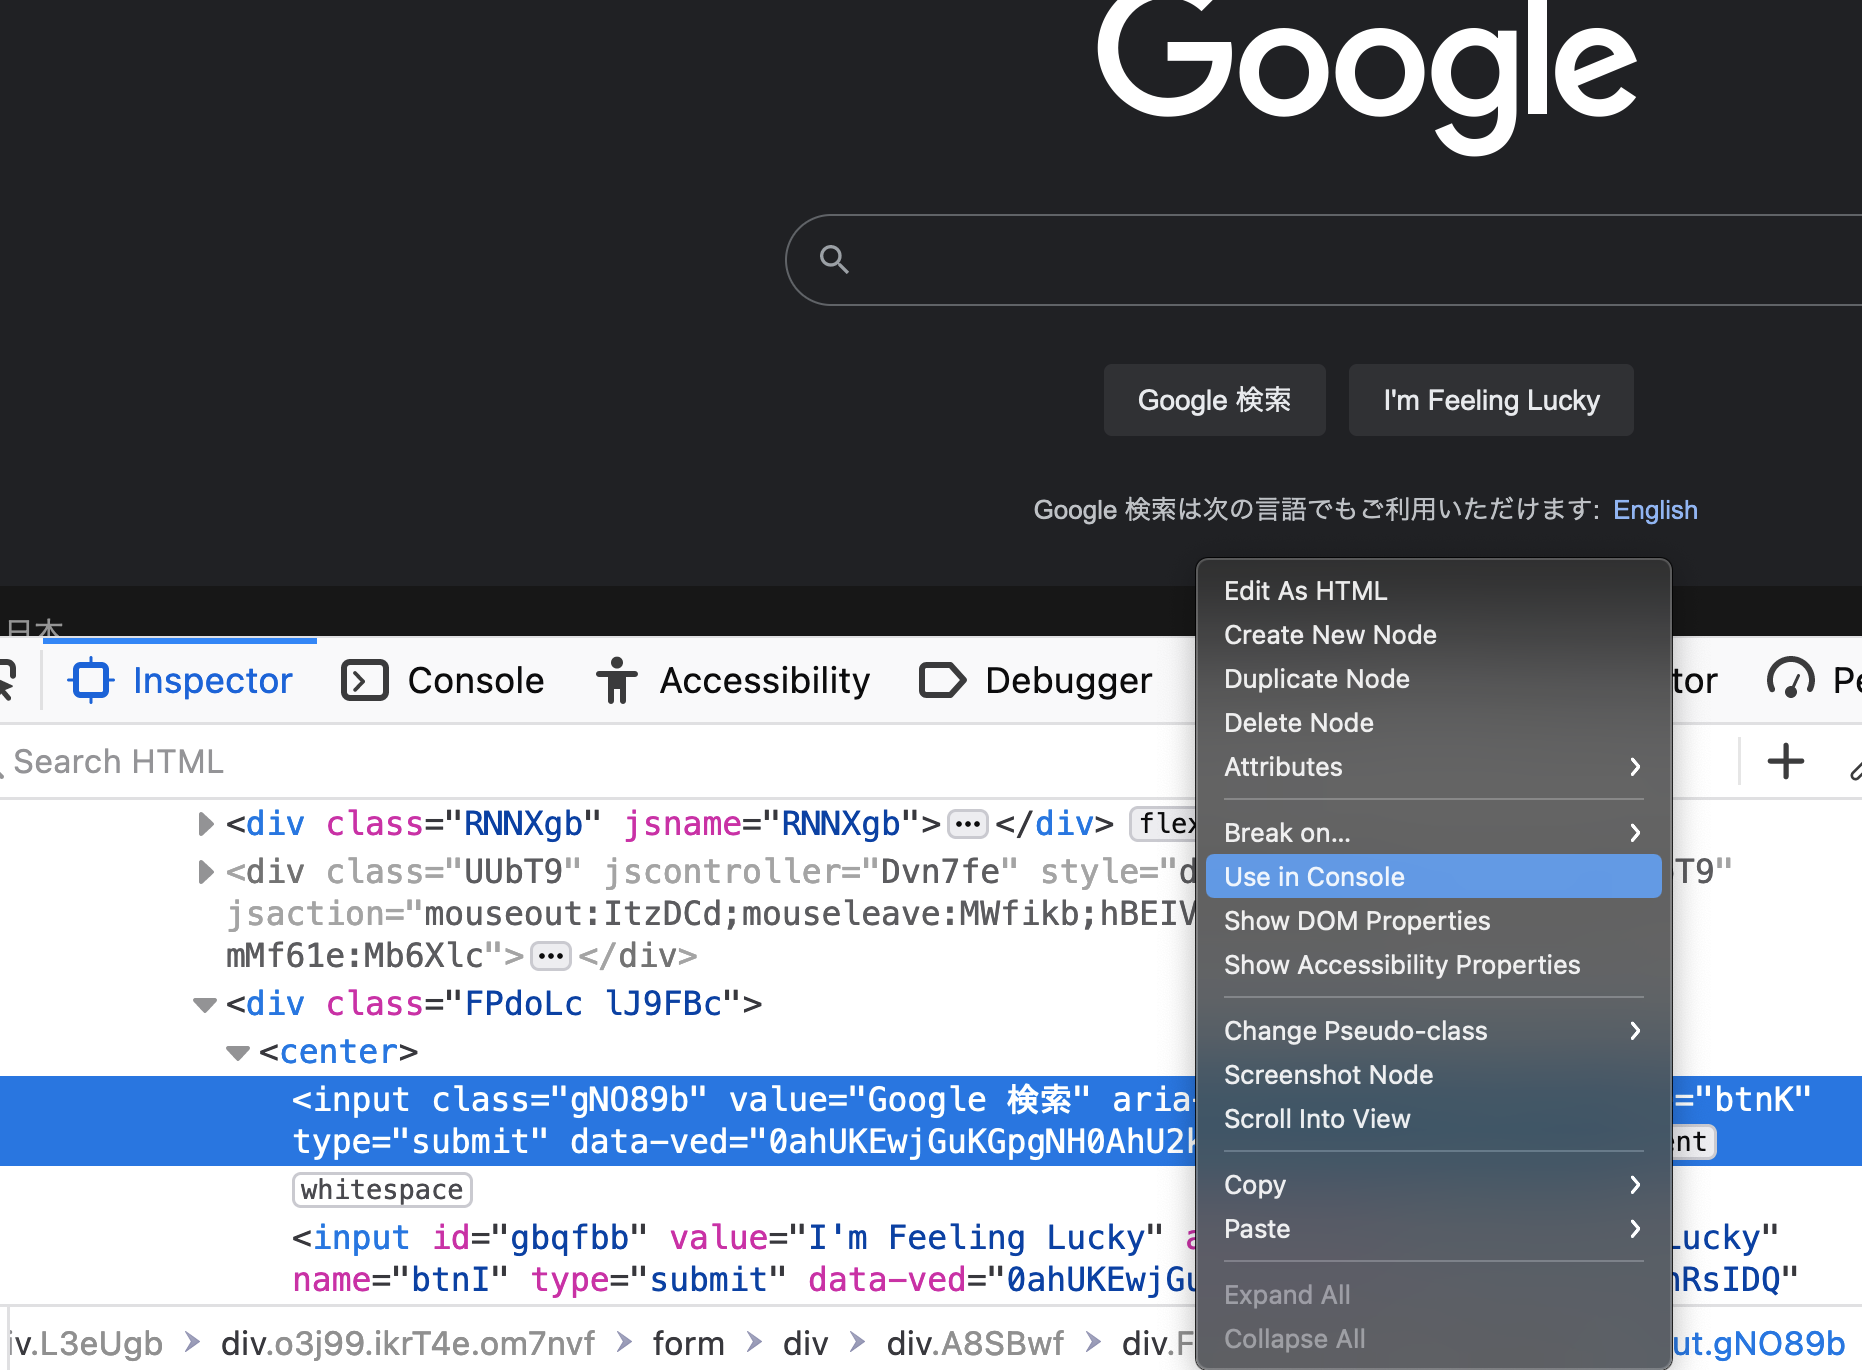 Google
Google 検索
I'm Feeling Lucky
Google 検索は次の言語でもご利用いただけます: English
日本
Inspector
Console
Accessibility
Debugger
Search HTML
<div class="RNNXgb" jsname="RNNXgb"> </div>
<div class="UUbT9" jscontroller="Dvn7fe" style="d
T9"
jsaction="mouseout:ItzDCd;mouseleave:MWfikb;hBEIV
mMf61e:Mb6Xlc"> </div>
<div class="FPdoLc lJ9FBc">
<center>
<input class="gNO89b" value="Google 検索" aria-
="btnK"
type="submit" data-ved="0ahUKEwjGuKGpgNH0AhU2k
whitespace
<input id="gbqfbb" value="I'm Feeling Lucky" a
Lucky"
name="btnI" type="submit" data-ved="0ahUKEwjGu
RsIDQ"
iv.L3eUgb div.o3j99.ikrT4e.om7nvf form div div.A8SBwf div.F
ut.gNO89b
Edit As HTML
Create New Node
Duplicate Node
Delete Node
Attributes
Break on...
Use in Console
Show DOM Properties
Show Accessibility Properties
Change Pseudo-class
Screenshot Node
Scroll Into View
Copy
Paste
Expand All
Collapse All